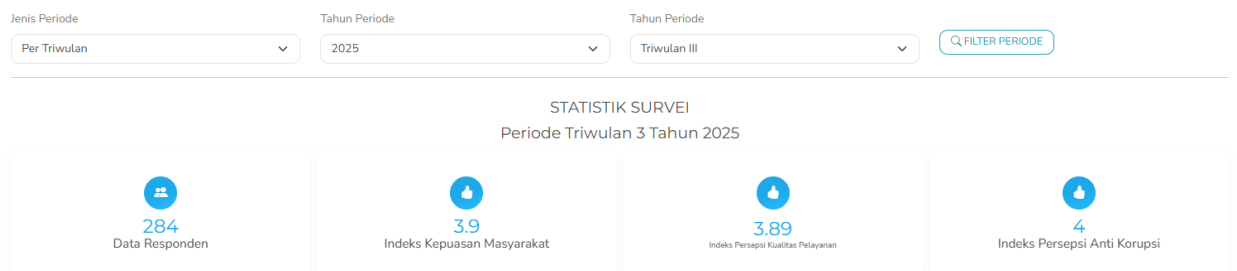 Jenis Periode Tahun Periode Tahun Periode
Per Triwulan 2025 Triwulan III FILTER PERIODE
STATISTIK SURVEI
Periode Triwulan 3 Tahun 2025
284 3.9 3.89 4
Data Responden Indeks Kepuasan Masyarakat Indeks Persepsi Kualitas Pelayanan Indeks Persepsi Anti Korupsi